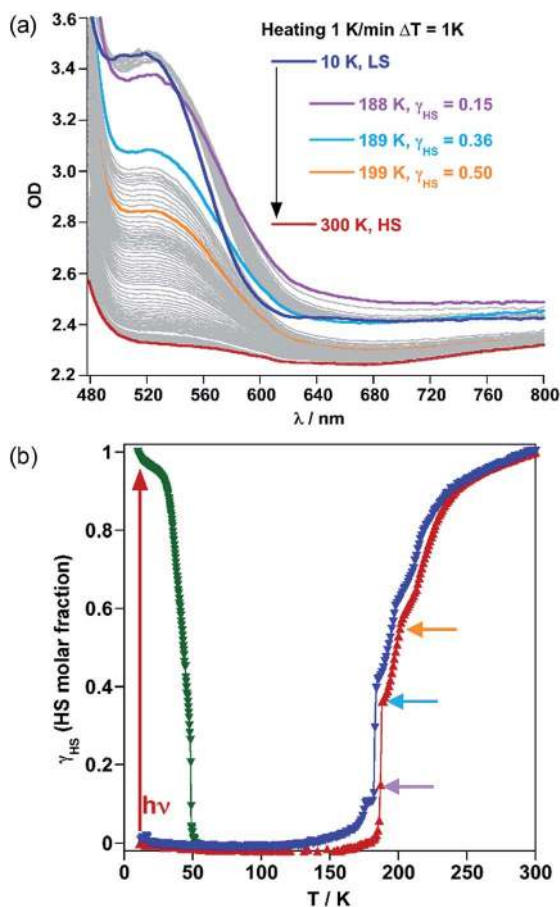 (a)
Heating 1 K/min ΔT = 1K
3.6
3.4
3.2
3.0
2.8
2.6
2.4
2.2
OD
10 K, LS
188 K, γHS = 0.15
189 K, γHS = 0.36
199 K, γHS = 0.50
300 K, HS
480 520 560 600 640 680 720 760 800
λ / nm
(b)
1
0.8
0.6
0.4
0.2
0
γHS (HS molar fraction)
hν
0 50 100 150 200 250 300
T / K